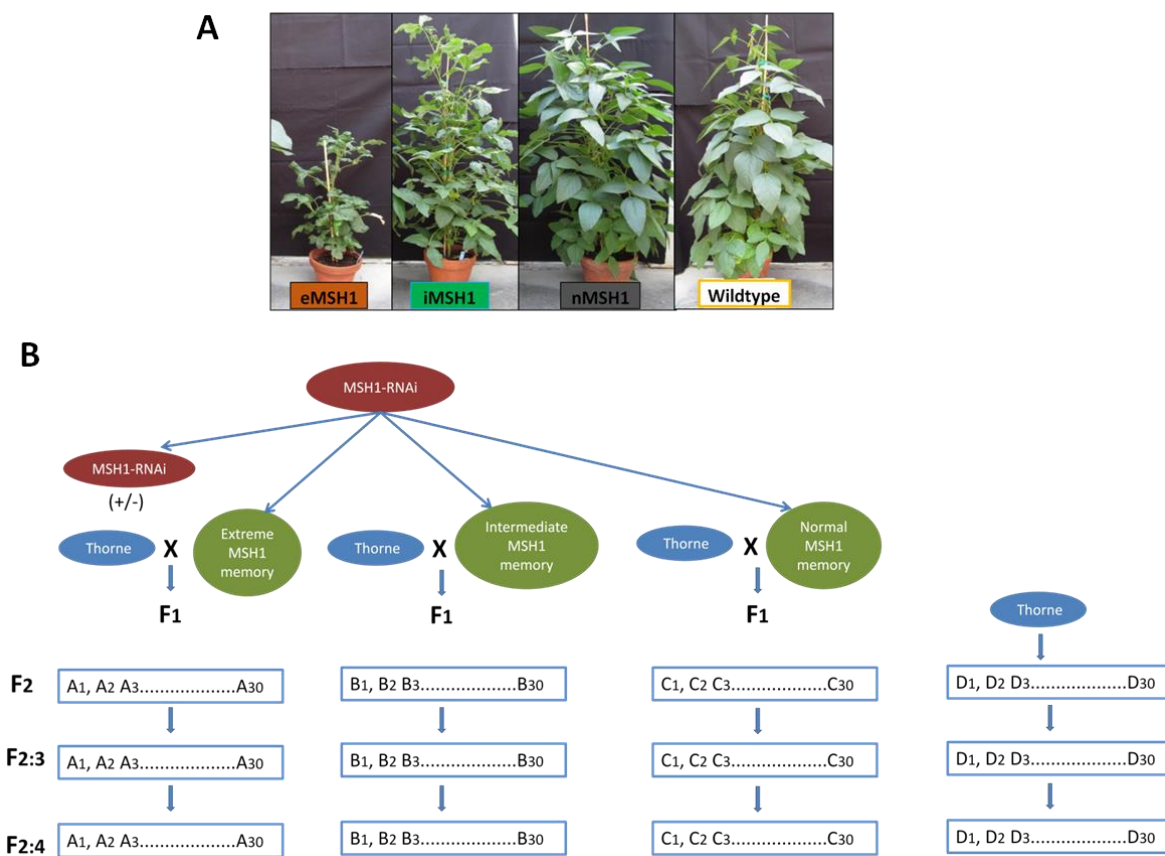 A
eMSH1
iMSH1
nMSH1
Wildtype
B
MSH1-RNAi
MSH1-RNAi
(+/-)
Thorne
X
Extreme
MSH1
memory
F1
Thorne
X
Intermediate
MSH1
memory
F1
Thorne
X
Normal
MSH1
memory
F1
Thorne
F2
A1, A2 A3...................A30
B1, B2 B3...................B30
C1, C2 C3...................C30
D1, D2 D3....................D30
F2:3
A1, A2 A3...................A30
B1, B2 B3...................B30
C1, C2 C3...................C30
D1, D2 D3....................D30
F2:4
A1, A2 A3...................A30
B1, B2 B3...................B30
C1, C2 C3...................C30
D1, D2 D3....................D30